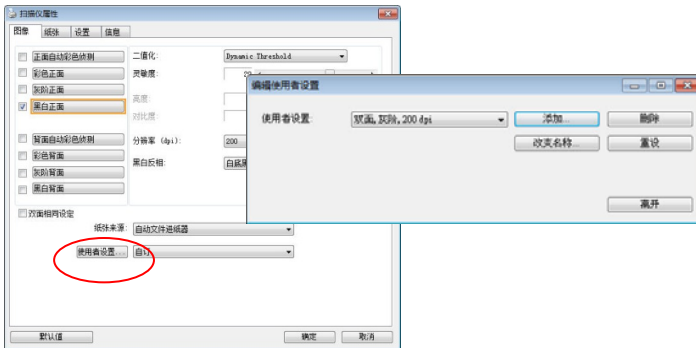 扫描仪属性
图像 纸张 设置 信息
正面自动彩色侦测
彩色正面
灰阶正面
黑白正面
背面自动彩色侦测
彩色背面
灰阶背面
黑白背面
二值化: Dynamic Threshold
灵敏度:
亮度:
对比度:
分辨率 (dpi): 200
黑白反相:
双面相同设定
纸张来源: 自动文件进纸器
使用者设置... 自订
默认值 确定 取消
编辑使用者设置
使用者设置: 双面,灰阶,200 dpi 添加... 删除
改变名称... 重设
离开